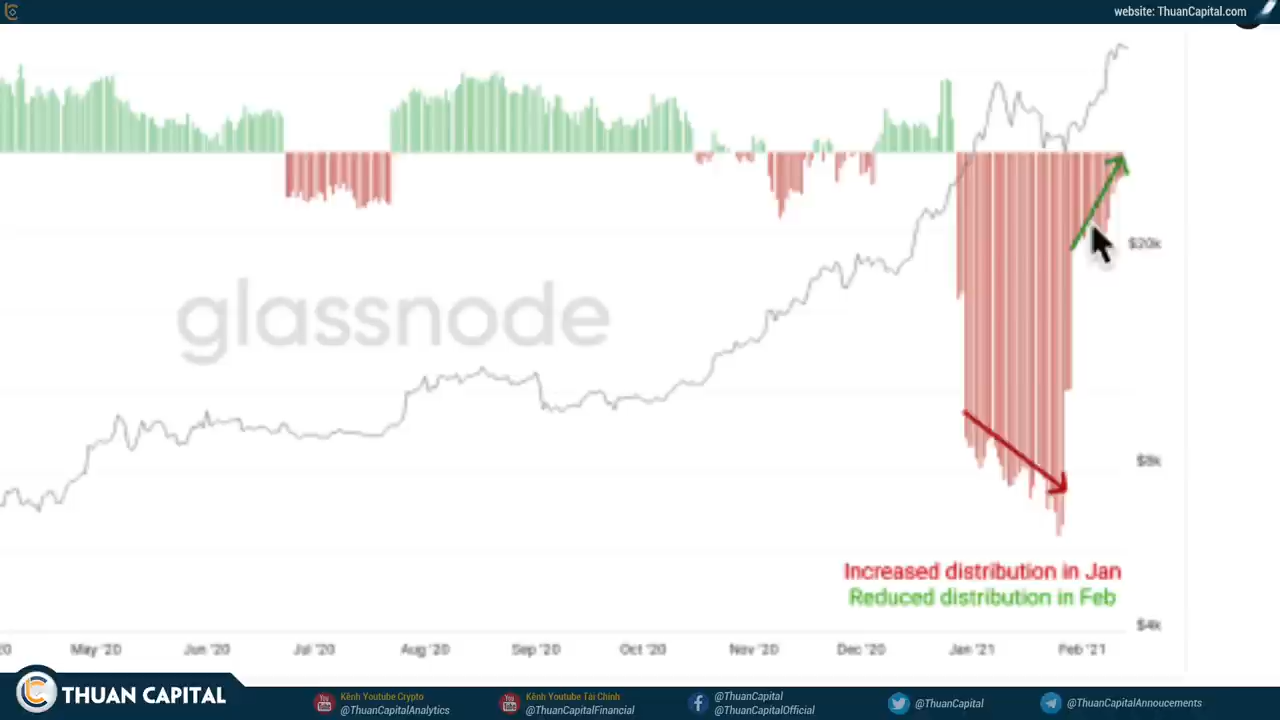 website: ThuanCapital.com
$20k
glassnode
$8k
Increased distribution in Jan
Reduced distribution in Feb
$4k
20
May '20
Jun '20
Jul '20
Aug '20
Sep '20
Oct '20
Nov '20
Dec '20
Jan '21
Feb '21
THUAN CAPITAL
Kênh Youtube Crypto
@ThuanCapitalAnalytics
Kênh Youtube Tài Chính
@ThuanCapitalFinancial
@ThuanCapital
@ThuanCapitalOfficial
@ThuanCapital
@ThuanCapitalAnnoucements